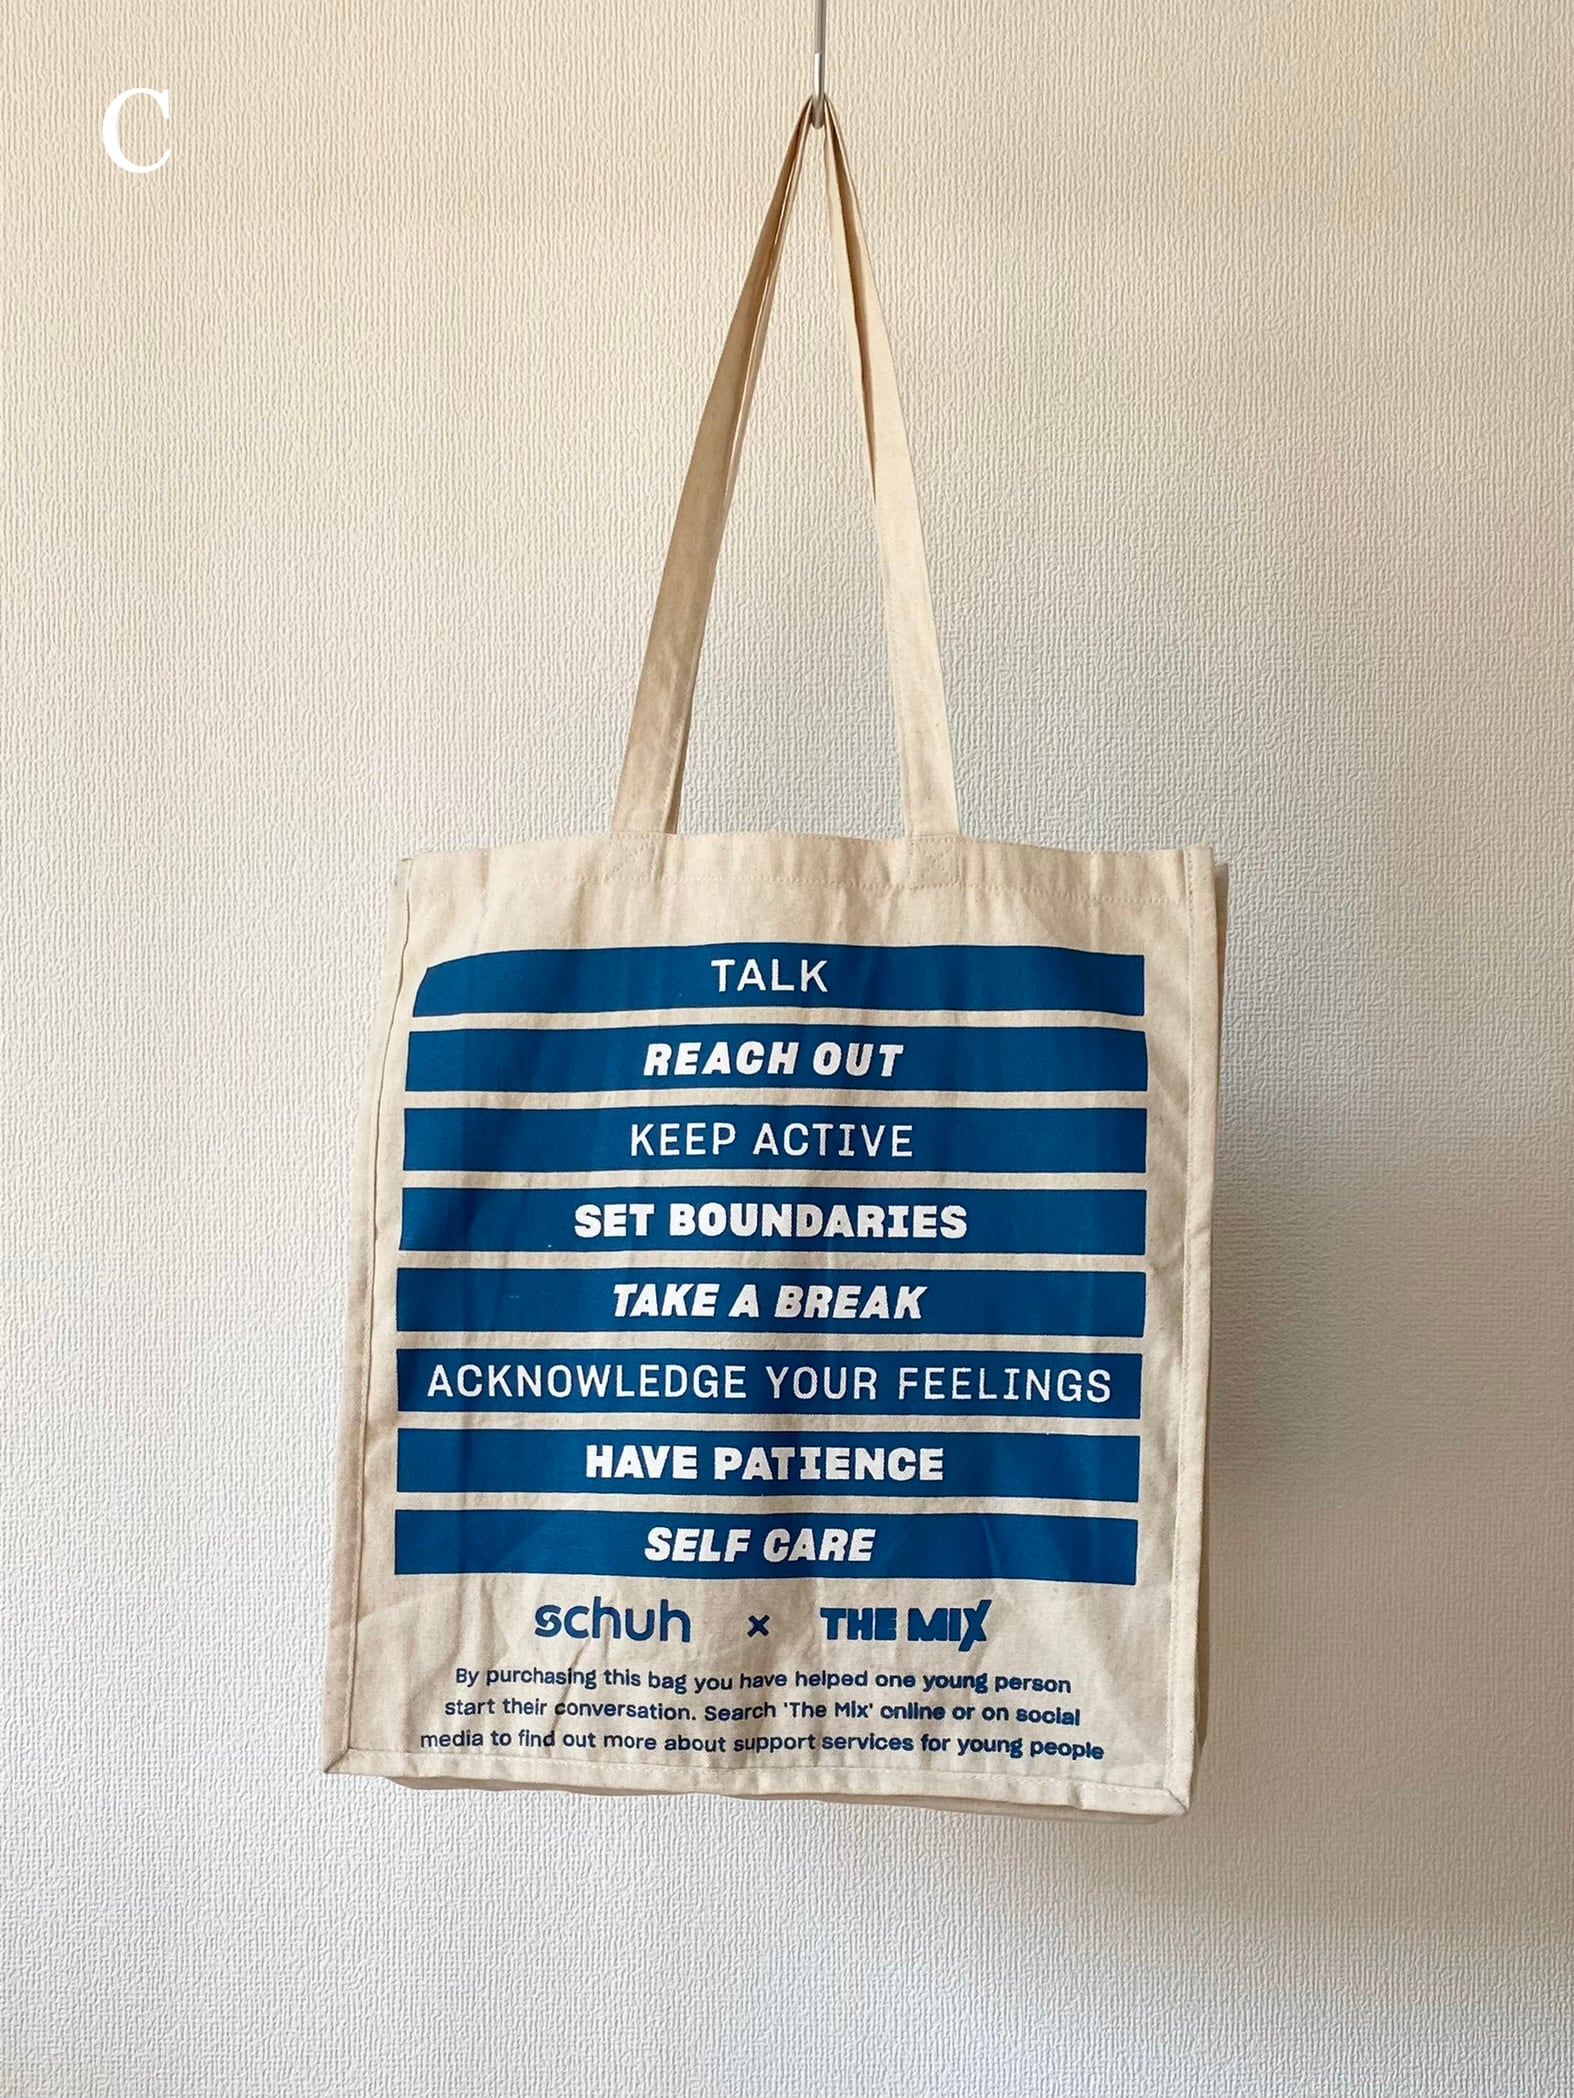 C
TALK
REACH OUT
KEEP ACTIVE
SET BOUNDARIES
TAKE A BREAK
ACKNOWLEDGE YOUR FEELINGS
HAVE PATIENCE
SELF CARE
schuh x THE MIX
By purchasing this bag you have helped one young person
start their conversation. Search 'The Mix' online or on social
media to find out more about support services for young people